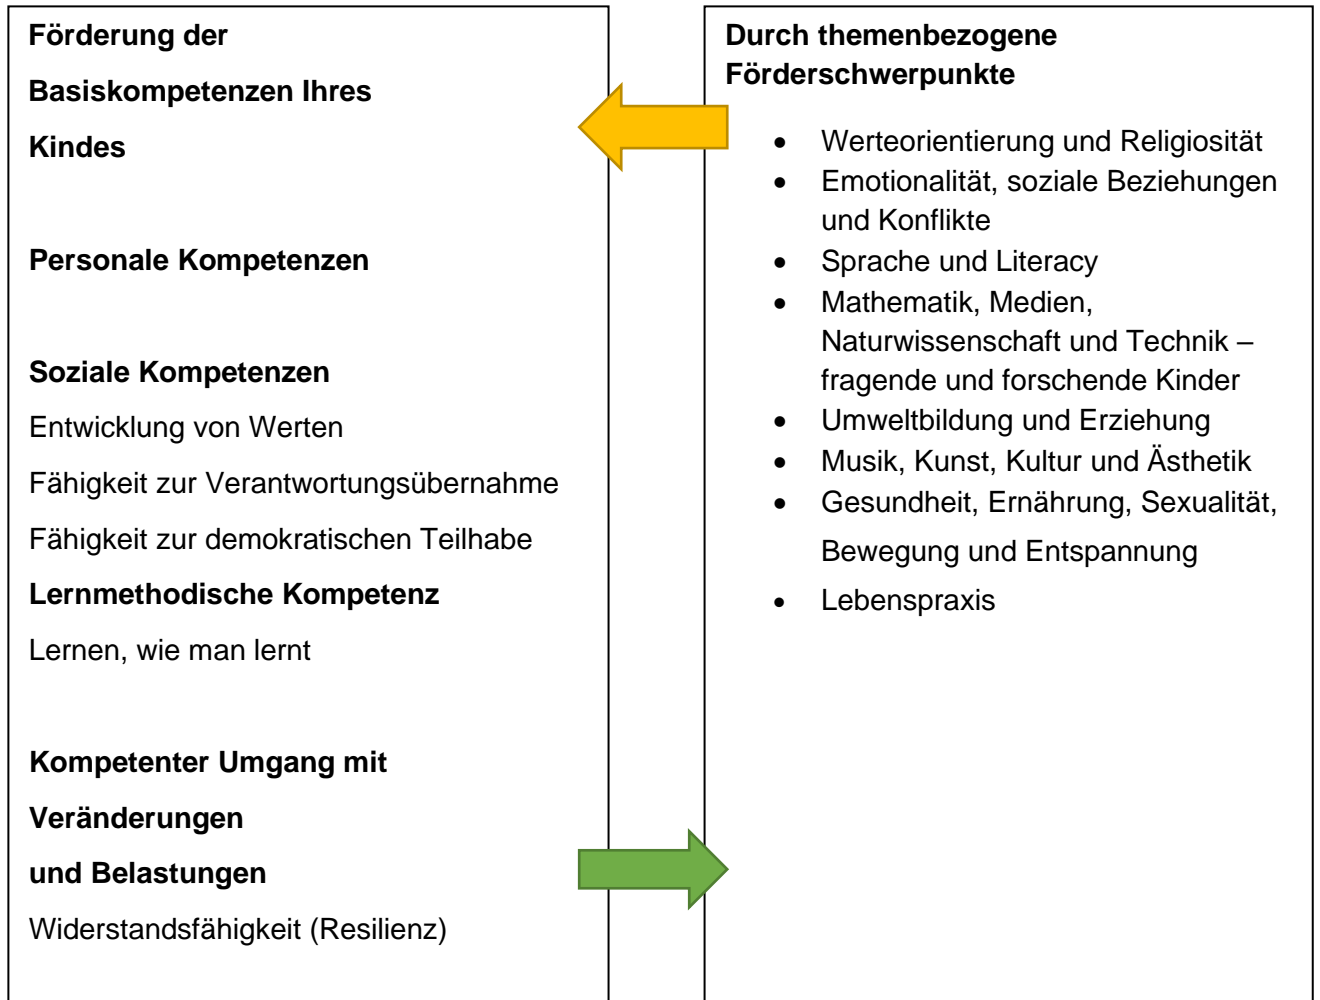 Förderung der
Basiskompetenzen Ihres
Kindes
Personale Kompetenzen
Soziale Kompetenzen
Entwicklung von Werten
Fähigkeit zur Verantwortungsübernahme
Fähigkeit zur demokratischen Teilhabe
Lernmethodische Kompetenz
Lernen, wie man lernt
Kompetenter Umgang mit
Veränderungen
und Belastungen
Widerstandsfähigkeit (Resilienz)
Durch themenbezogene
Förderschwerpunkte
• Werteorientierung und Religiosität
• Emotionalität, soziale Beziehungen
und Konflikte
• Sprache und Literacy
• Mathematik, Medien,
Naturwissenschaft und Technik –
fragende und forschende Kinder
• Umweltbildung und Erziehung
• Musik, Kunst, Kultur und Ästhetik
• Gesundheit, Ernährung, Sexualität,
Bewegung und Entspannung
• Lebenspraxis